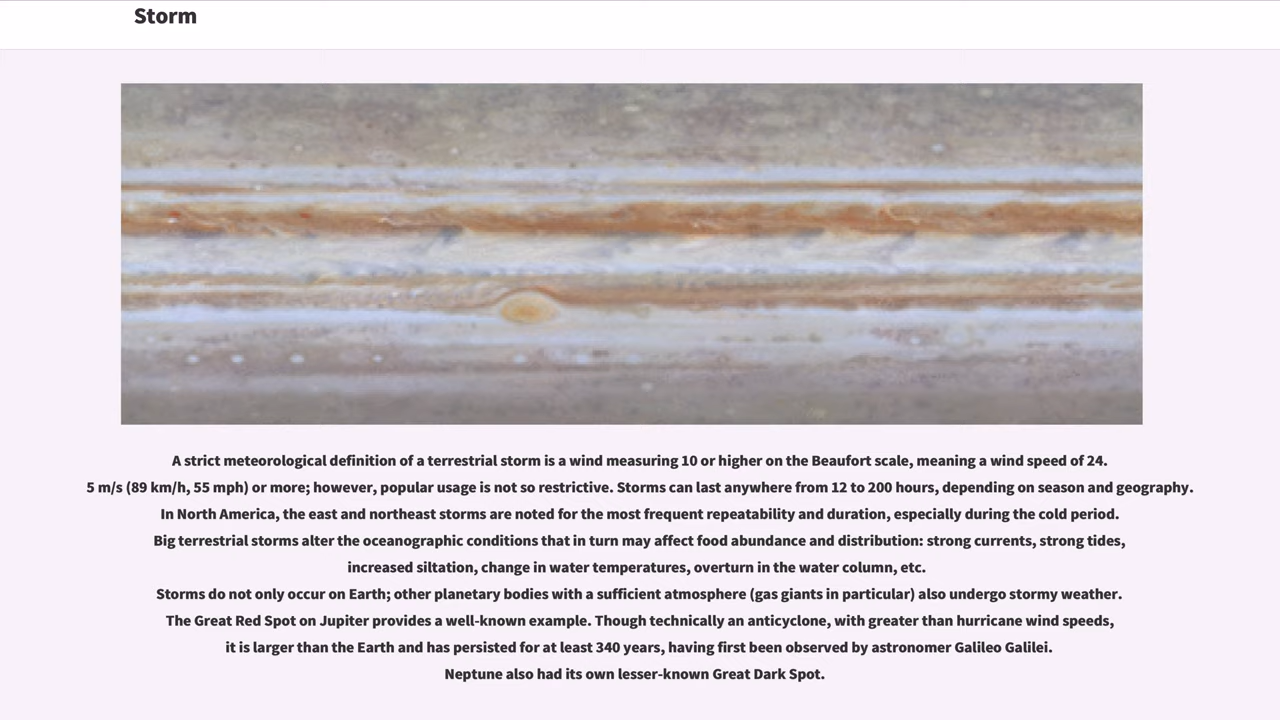 Storm
A strict meteorological definition of a terrestrial storm is a wind measuring 10 or higher on the Beaufort scale, meaning a wind speed of 24.
5 m/s (89 km/h, 55 mph) or more; however, popular usage is not so restrictive. Storms can last anywhere from 12 to 200 hours, depending on season and geography.
In North America, the east and northeast storms are noted for the most frequent repeatability and duration, especially during the cold period.
Big terrestrial storms alter the oceanographic conditions that in turn may affect food abundance and distribution: strong currents, strong tides,
increased siltation, change in water temperatures, overturn in the water column, etc.
Storms do not only occur on Earth; other planetary bodies with a sufficient atmosphere (gas giants in particular) also undergo stormy weather.
The Great Red Spot on Jupiter provides a well-known example. Though technically an anticyclone, with greater than hurricane wind speeds,
it is larger than the Earth and has persisted for at least 340 years, having first been observed by astronomer Galileo Galilei.
Neptune also had its own lesser-known Great Dark Spot.